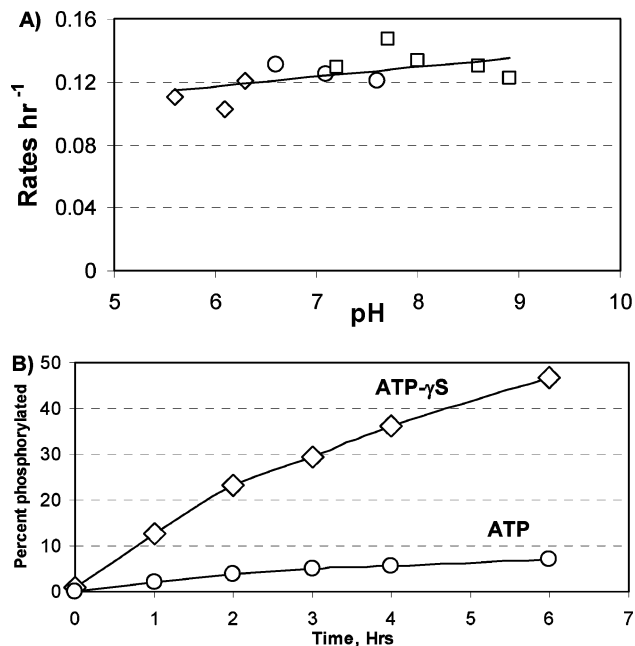 A)
0.16
0.12
0.08
0.04
0
Rates hr⁻¹
5 6 7 8 9 10
pH
B)
50
40
30
20
10
0
Percent phosphorylated
ATP-γS
ATP
0 1 2 3 4 5 6 7
Time, Hrs